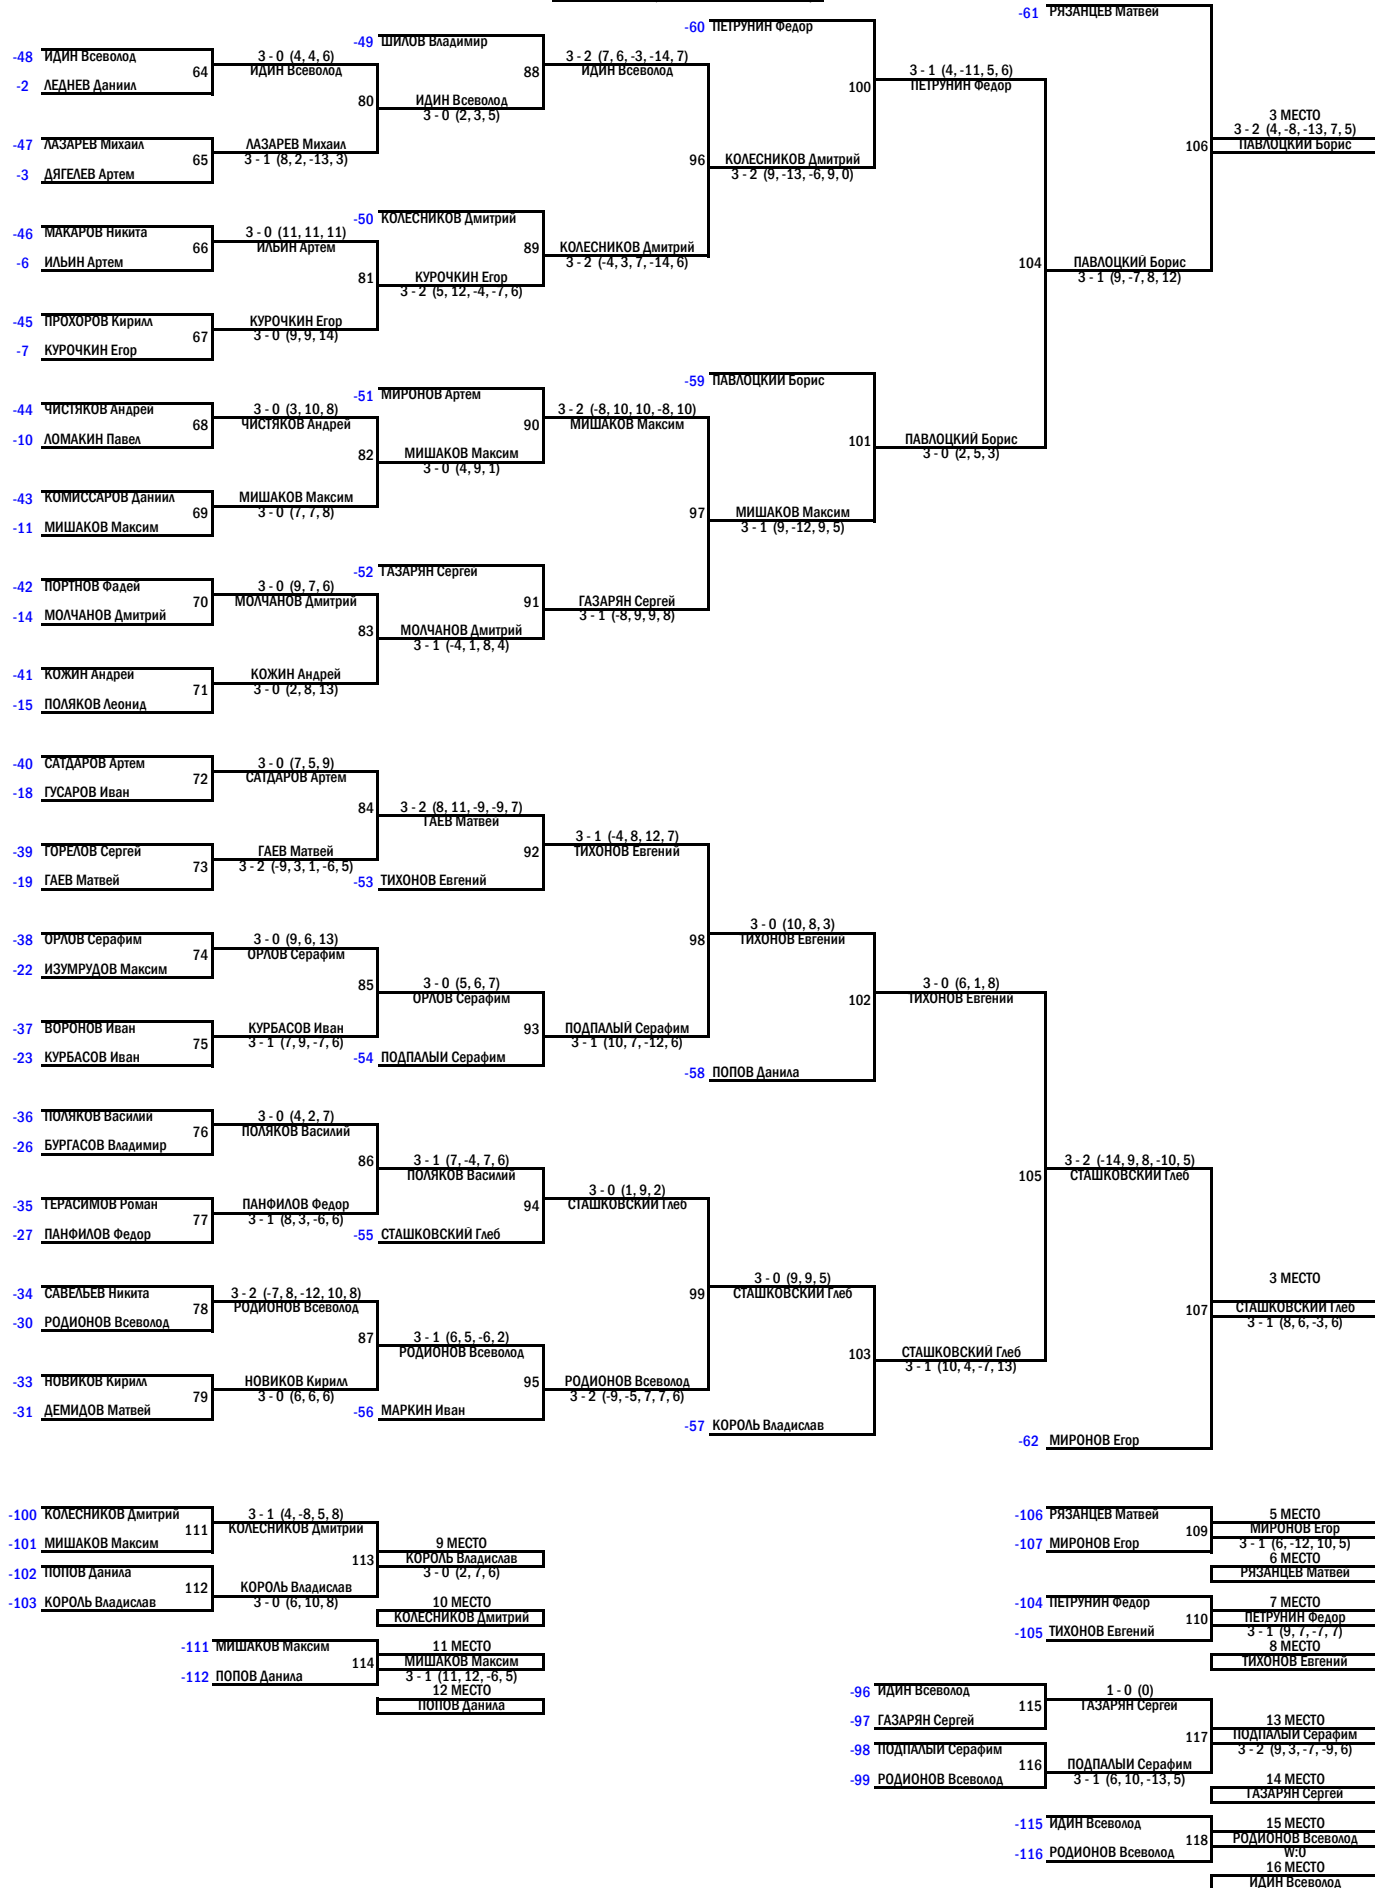 -61 РЯЗАНЦЕВ Матвей
-60 ПЕТРУНИН Федор
-49 ШИЛОВ Владимир
-48 ИДИН Всеволод
3 - 0 (4, 4, 6)
3 - 2 (7, 6, -3, -14, 7)
64
ИДИН Всеволод
88
ИДИН Всеволод
3 - 1 (4, -11, 5, 6)
-2 ЛЕДНЕВ Даниил
100
ПЕТРУНИН Федор
80
ИДИН Всеволод
3 - 0 (2, 3, 5)
3 МЕСТО
3 - 2 (4, -8, -13, 7, 5)
-47 ЛАЗАРЕВ Михаил
ЛАЗАРЕВ Михаил
106
ПАВЛОЦКИЙ Борис
65
3 - 1 (8, 2, -13, 3)
96
КОЛЕСНИКОВ Дмитрий
-3 ДЯГЕЛЕВ Артем
3 - 2 (9, -13, -6, 9, 0)
-50 КОЛЕСНИКОВ Дмитрий
-46 МАКАРОВ Никита
3 - 0 (11, 11, 11)
66
ИЛЬИН Артем
89
КОЛЕСНИКОВ Дмитрий
-6 ИЛЬИН Артем
3 - 2 (-4, 3, 7, -14, 6)
104
ПАВЛОЦКИЙ Борис
81
КУРОЧКИН Егор
3 - 1 (9, -7, 8, 12)
3 - 2 (5, 12, -4, -7, 6)
-45 ПРОХОРОВ Кирилл
КУРОЧКИН Егор
67
3 - 0 (9, 9, 14)
-7 КУРОЧКИН Егор
-59 ПАВЛОЦКИЙ Борис
-51 МИРОНОВ Артем
-44 ЧИСТЯКОВ Андрей
3 - 0 (3, 10, 8)
3 - 2 (-8, 10, 10, -8, 10)
68
ЧИСТЯКОВ Андрей
90
МИШАКОВ Максим
-10 ЛОМАКИН Павел
101
ПАВЛОЦКИЙ Борис
82
МИШАКОВ Максим
3 - 0 (2, 5, 3)
3 - 0 (4, 9, 1)
-43 КОМИССАРОВ Даниил
МИШАКОВ Максим
69
3 - 0 (7, 7, 8)
97
МИШАКОВ Максим
-11 МИШАКОВ Максим
3 - 1 (9, -12, 9, 5)
-52 ГАЗАРЯН Сергей
-42 ПОРТНОВ Фадей
3 - 0 (9, 7, 6)
70
МОЛЧАНОВ Дмитрий
91
ГАЗАРЯН Сергей
-14 МОЛЧАНОВ Дмитрий
3 - 1 (-8, 9, 9, 8)
83
МОЛЧАНОВ Дмитрий
3 - 1 (-4, 1, 8, 4)
-41 КОЖИН Андрей
КОЖИН Андрей
71
3 - 0 (2, 8, 13)
-15 ПОЛЯКОВ Леонид
-40 САТДАРОВ Артем
3 - 0 (7, 5, 9)
72
САТДАРОВ Артем
-18 ГУСАРОВ Иван
84
3 - 2 (8, 11, -9, -9, 7)
ГАЕВ Матвей
3 - 1 (-4, 8, 12, 7)
-39 ГОРЕЛОВ Сергей
ГАЕВ Матвей
92
ТИХОНОВ Евгений
73
3 - 2 (-9, 3, 1, -6, 5)
-19 ГАЕВ Матвей
-53 ТИХОНОВ Евгений
3 - 0 (10, 8, 3)
-38 ОРЛОВ Серафим
3 - 0 (9, 6, 13)
98
ТИХОНОВ Евгений
74
ОРЛОВ Серафим
-22 ИЗУМРУДОВ Максим
85
3 - 0 (5, 6, 7)
3 - 0 (6, 1, 8)
ОРЛОВ Серафим
102
ТИХОНОВ Евгений
-37 ВОРОНОВ Иван
КУРБАСОВ Иван
93
ПОДПАЛЫЙ Серафим
75
3 - 1 (7, 9, -7, 6)
3 - 1 (10, 7, -12, 6)
-23 КУРБАСОВ Иван
-54 ПОДПАЛЫЙ Серафим
-58 ПОПОВ Данила
-36 ПОЛЯКОВ Василий
3 - 0 (4, 2, 7)
76
ПОЛЯКОВ Василий
-26 БУРГАСОВ Владимир
86
3 - 1 (7, -4, 7, 6)
3 - 2 (-14, 9, 8, -10, 5)
ПОЛЯКОВ Василий
105
СТАШКОВСКИЙ Глеб
3 - 0 (1, 9, 2)
-35 ГЕРАСИМОВ Роман
ПАНФИЛОВ Федор
94
СТАШКОВСКИЙ Глеб
77
3 - 1 (8, 3, -6, 6)
-27 ПАНФИЛОВ Федор
-55 СТАШКОВСКИЙ Глеб
3 - 0 (9, 9, 5)
3 МЕСТО
-34 САВЕЛЬЕВ Никита
3 - 2 (-7, 8, -12, 10, 8)
99
СТАШКОВСКИЙ Глеб
78
РОДИОНОВ Всеволод
107
СТАШКОВСКИЙ Глеб
-30 РОДИОНОВ Всеволод
3 - 1 (8, 6, -3, 6)
87
3 - 1 (6, 5, -6, 2)
РОДИОНОВ Всеволод
103
СТАШКОВСКИЙ Глеб
3 - 1 (10, 4, -7, 13)
-33 НОВИКОВ Кирилл
НОВИКОВ Кирилл
95
РОДИОНОВ Всеволод
79
3 - 0 (6, 6, 6)
3 - 2 (-9, -5, 7, 7, 6)
-31 ДЕМИДОВ Матвей
-56 МАРКИН Иван
-57 КОРОЛЬ Владислав
-62 МИРОНОВ Егор
-100 КОЛЕСНИКОВ Дмитрий
3 - 1 (4, -8, 5, 8)
-106 РЯЗАНЦЕВ Матвей
5 МЕСТО
111
КОЛЕСНИКОВ Дмитрий
109
МИРОНОВ Егор
-101 МИШАКОВ Максим
9 МЕСТО
-107 МИРОНОВ Егор
3 - 1 (6, -12, 10, 5)
113
КОРОЛЬ Владислав
6 МЕСТО
-102 ПОПОВ Данила
3 - 0 (2, 7, 6)
РЯЗАНЦЕВ Матвей
112
КОРОЛЬ Владислав
-103 КОРОЛЬ Владислав
3 - 0 (6, 10, 8)
10 МЕСТО
-104 ПЕТРУНИН Федор
7 МЕСТО
КОЛЕСНИКОВ Дмитрий
110
ПЕТРУНИН Федор
-105 ТИХОНОВ Евгений
3 - 1 (9, 7, -7, 7)
-111 МИШАКОВ Максим
11 МЕСТО
8 МЕСТО
114
МИШАКОВ Максим
ТИХОНОВ Евгений
-112 ПОПОВ Данила
3 - 1 (11, 12, -6, 5)
12 МЕСТО
-96 ИДИН Всеволод
1 - 0 (0)
ПОПОВ Данила
115
ГАЗАРЯН Сергей
-97 ГАЗАРЯН Сергей
13 МЕСТО
117
ПОДПАЛЫЙ Серафим
-98 ПОДПАЛЫЙ Серафим
3 - 2 (9, 3, -7, -9, 6)
116
ПОДПАЛЫЙ Серафим
-99 РОДИОНОВ Всеволод
3 - 1 (6, 10, -13, 5)
14 МЕСТО
ГАЗАРЯН Сергей
-115 ИДИН Всеволод
15 МЕСТО
118
РОДИОНОВ Всеволод
-116 РОДИОНОВ Всеволод
W:0
16 МЕСТО
ИДИН Всеволод